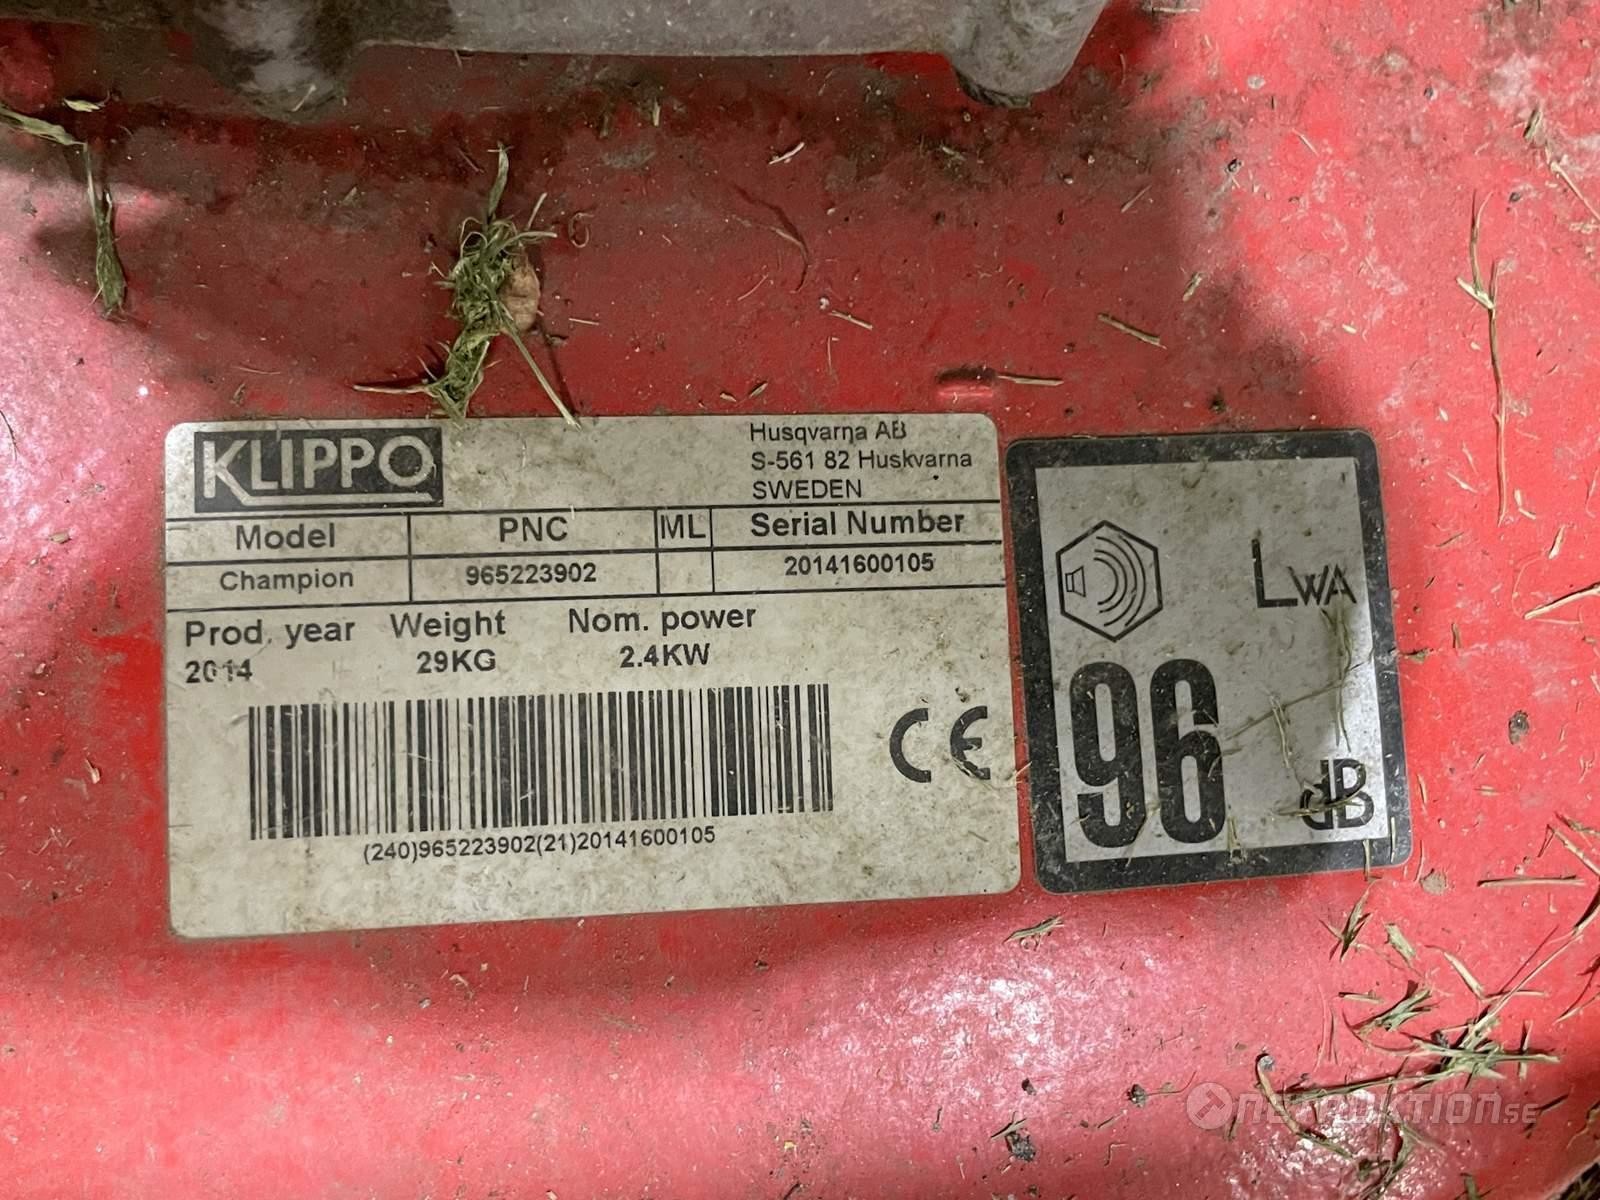 KLIPPO
Husqvarna AB
S-561 82 Huskvarna
SWEDEN
Model PNC ML Serial Number
Champion 965223902 20141600105
Prod. year Weight Nom. power
2014 29KG 2.4KW
(240)965223902(21)20141600105
CE
LWA
96
dB
NETAUKTION.SE